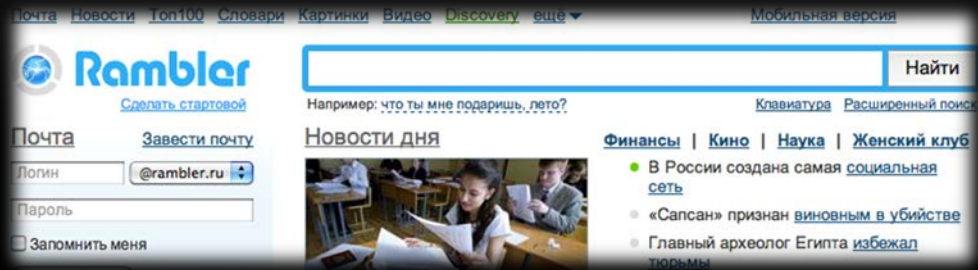 Почта Новости Топ100 Словари Картинки Видео Discovery ещё Мобильная версия
Rambler
Найти
Сделать стартовой
Например: что ты мне подаришь, лето?
Клавиатура Расширенный поиск
Почта Завести почту
Логин @rambler.ru
Пароль
Запомнить меня
Новости дня
Финансы | Кино | Наука | Женский клуб
В России создана самая социальная
сеть
«Сапсан» признан виновным в убийстве
Главный археолог Египта избежал
тюрьмы